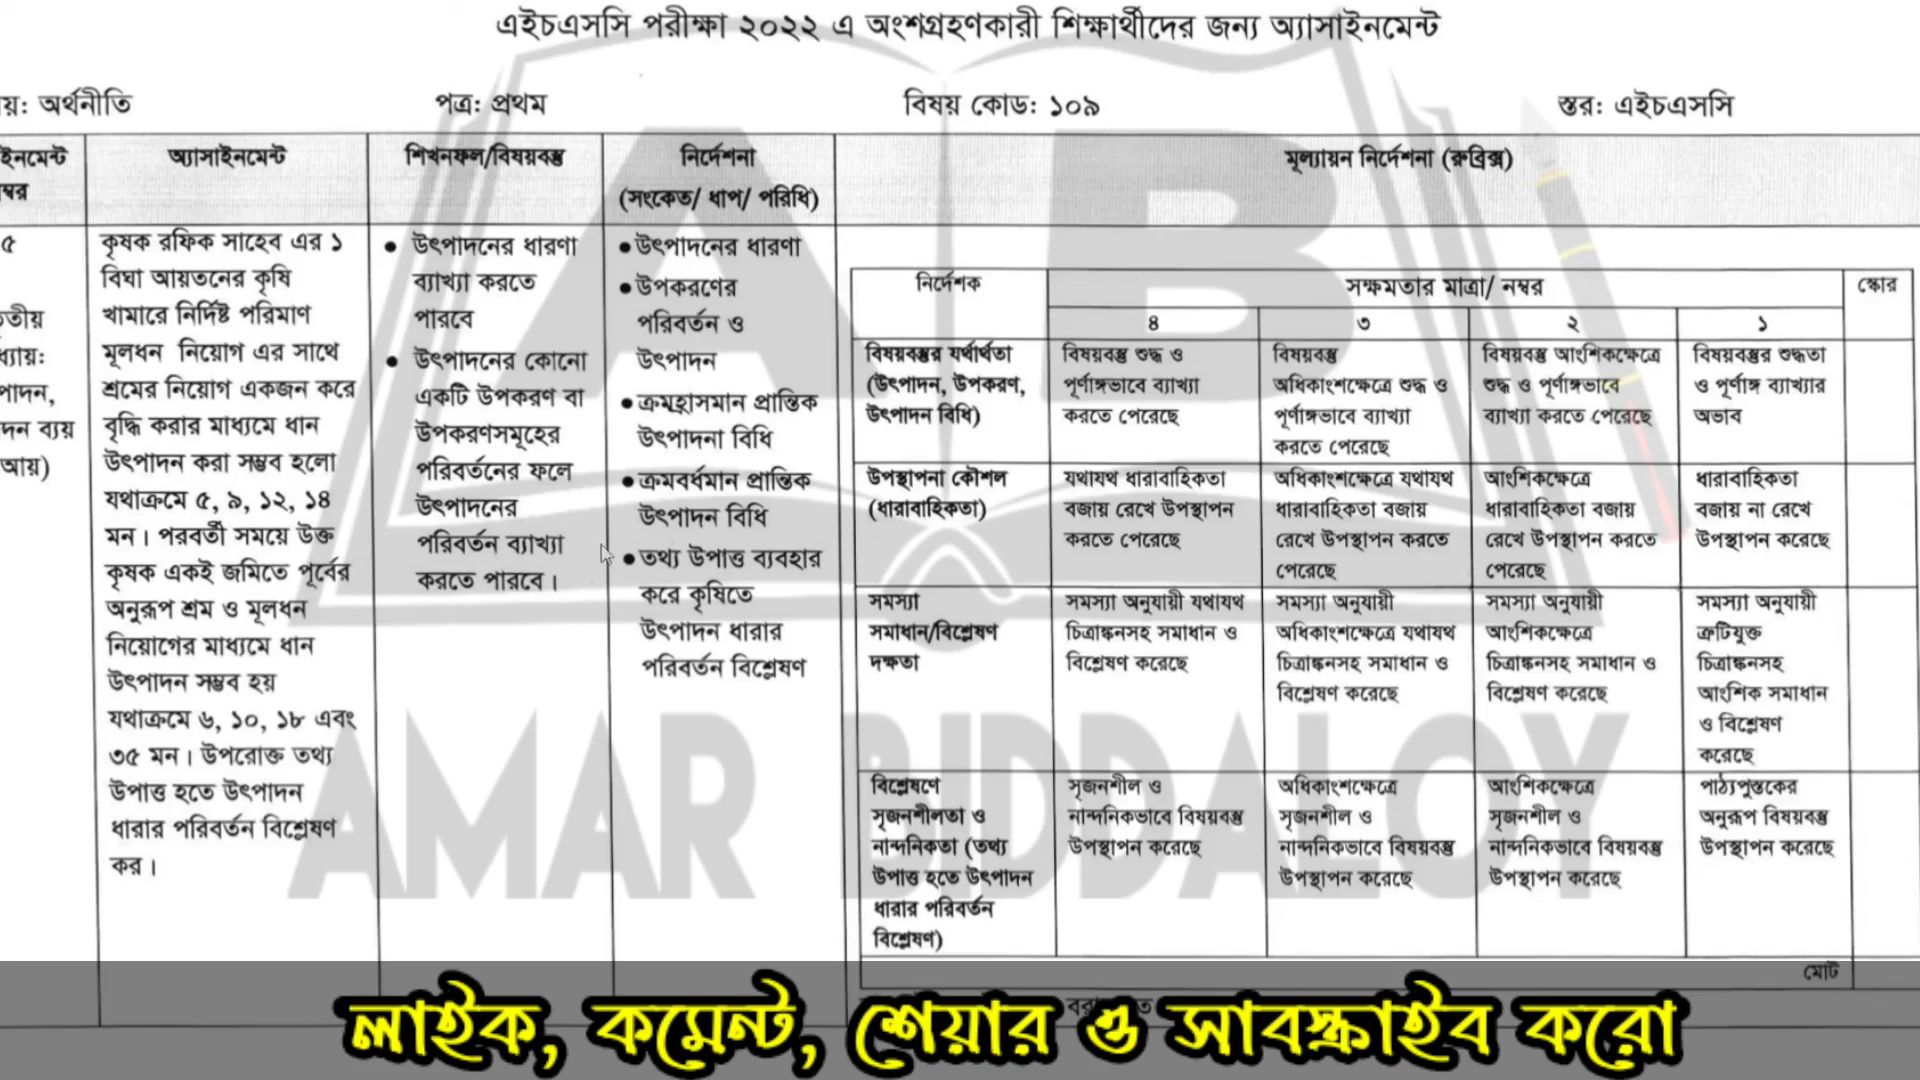 এইচএসসি পরীক্ষা ২০২২ এ অংশগ্রহণকারী শিক্ষার্থীদের জন্য অ্যাসাইনমেন্ট
য়: অর্থনীতি
পত্র: প্রথম
বিষয় কোড: ১০৯
স্তর: এইচএসসি
ইনমেন্ট
ম্বর
অ্যাসাইনমেন্ট
শিখনফল/বিষয়বস্তু
নির্দেশনা
(সংকেত/ ধাপ/ পরিধি)
মূল্যায়ন নির্দেশনা (রুব্রিক্স)
৫
তীয়
ধ্যায়:
পাদন,
দন ব্যয়
আয়)
কৃষক রফিক সাহেব এর ১
বিঘা আয়তনের কৃষি
খামারে নির্দিষ্ট পরিমাণ
মূলধন নিয়োগ এর সাথে
শ্রমের নিয়োগ একজন করে
বৃদ্ধি করার মাধ্যমে ধান
উৎপাদন করা সম্ভব হলো
যথাক্রমে ৫, ৯, ১২, ১৪
মন। পরবর্তী সময়ে উক্ত
কৃষক একই জমিতে পূর্বের
অনুরূপ শ্রম ও মূলধন
নিয়োগের মাধ্যমে ধান
উৎপাদন সম্ভব হয়
যথাক্রমে ৬, ১০, ১৮ এবং
৩৫ মন। উপরোক্ত তথ্য
উপাত্ত হতে উৎপাদন
ধারার পরিবর্তন বিশ্লেষণ
কর।
• উৎপাদনের ধারণা
ব্যাখ্যা করতে
পারবে
• উৎপাদনের কোনো
একটি উপকরণ বা
উপকরণসমূহের
পরিবর্তনের ফলে
উৎপাদনের
পরিবর্তন ব্যাখ্যা
করতে পারবে।
• উৎপাদনের ধারণা
• উপকরণের
পরিবর্তন ও
উৎপাদন
• ক্রমহ্রাসমান প্রান্তিক
উৎপাদনা বিধি
• ক্রমবর্ধমান প্রান্তিক
উৎপাদন বিধি
• তথ্য উপাত্ত ব্যবহার
করে কৃষিতে
উৎপাদন ধারার
পরিবর্তন বিশ্লেষণ
নির্দেশক
সক্ষমতার মাত্রা/ নম্বর
স্কোর
৪
৩
২
১
বিষয়বস্তুর যর্থার্থতা
(উৎপাদন, উপকরণ,
উৎপাদন বিধি)
বিষয়বস্তু শুদ্ধ ও
পূর্ণাঙ্গভাবে ব্যাখ্যা
করতে পেরেছে
বিষয়বস্তু
অধিকাংশক্ষেত্রে শুদ্ধ ও
পূর্ণাঙ্গভাবে ব্যাখ্যা
করতে পেরেছে
বিষয়বস্তু আংশিকক্ষেত্রে
শুদ্ধ ও পূর্ণাঙ্গভাবে
ব্যাখ্যা করতে পেরেছে
বিষয়বস্তুর শুদ্ধতা
ও পূর্ণাঙ্গ ব্যাখ্যার
অভাব
উপস্থাপনা কৌশল
(ধারাবাহিকতা)
যথাযথ ধারাবাহিকতা
বজায় রেখে উপস্থাপন
করতে পেরেছে
অধিকাংশক্ষেত্রে যথাযথ
ধারাবাহিকতা বজায়
রেখে উপস্থাপন করতে
পেরেছে
আংশিকক্ষেত্রে
ধারাবাহিকতা বজায়
রেখে উপস্থাপন করতে
পেরেছে
ধারাবাহিকতা
বজায় না রেখে
উপস্থাপন করেছে
সমস্যা
সমাধান/বিশ্লেষণ
দক্ষতা
সমস্যা অনুযায়ী যথাযথ
চিত্রাঙ্কনসহ সমাধান ও
বিশ্লেষণ করেছে
সমস্যা অনুযায়ী
অধিকাংশক্ষেত্রে যথাযথ
চিত্রাঙ্কনসহ সমাধান ও
বিশ্লেষণ করেছে
সমস্যা অনুযায়ী
আংশিকক্ষেত্রে
চিত্রাঙ্কনসহ সমাধান ও
বিশ্লেষণ করেছে
সমস্যা অনুযায়ী
ত্রুটিযুক্ত
চিত্রাঙ্কনসহ
আংশিক সমাধান
ও বিশ্লেষণ
করেছে
বিশ্লেষণে
সৃজনশীলতা ও
নান্দনিকতা (তথ্য
উপাত্ত হতে উৎপাদন
ধারার পরিবর্তন
বিশ্লেষণ)
সৃজনশীল ও
নান্দনিকভাবে বিষয়বস্তু
উপস্থাপন করেছে
অধিকাংশক্ষেত্রে
সৃজনশীল ও
নান্দনিকভাবে বিষয়বস্তু
উপস্থাপন করেছে
আংশিকক্ষেত্রে
সৃজনশীল ও
নান্দনিকভাবে বিষয়বস্তু
উপস্থাপন করেছে
পাঠ্যপুস্তকের
অনুরূপ বিষয়বস্তু
উপস্থাপন করেছে
মোট
AB
AMAR BIDDALOY
লাইক, কমেন্ট, শেয়ার ও সাবস্ক্রাইব করো